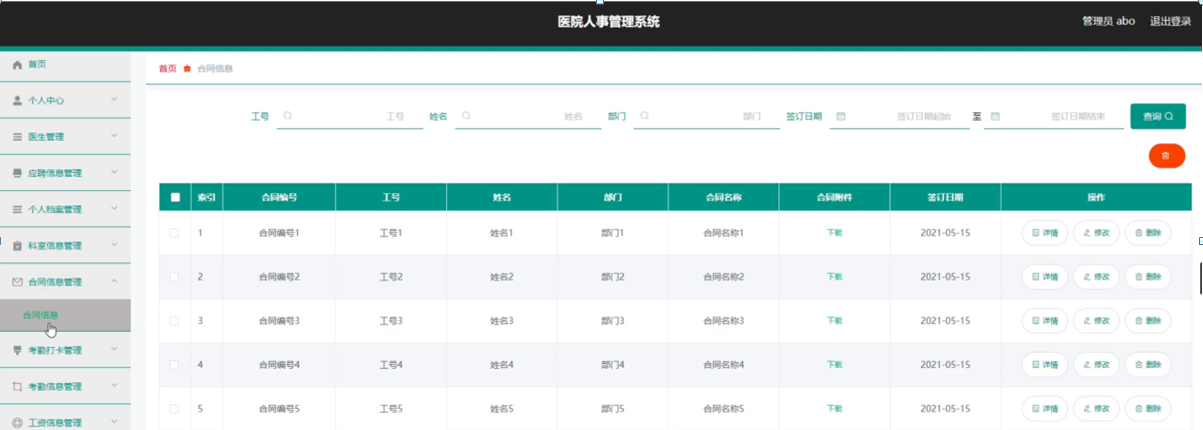 医院人事管理系统
管理员 abo 退出登录
首页
个人中心
医生管理
应聘信息管理
个人档案管理
科室信息管理
合同信息管理
合同信息
考勤打卡管理
考勤信息管理
工资信息管理
首页 合同信息
工号 工号 姓名 姓名 部门 部门 签订日期 签订日期起始 至 签订日期结束 查询
索引 合同编号 工号 姓名 部门 合同名称 合同附件 签订日期 操作
1 合同编号1 工号1 姓名1 部门1 合同名称1 下载 2021-05-15 详情 修改 删除
2 合同编号2 工号2 姓名2 部门2 合同名称2 下载 2021-05-15 详情 修改 删除
3 合同编号3 工号3 姓名3 部门3 合同名称3 下载 2021-05-15 详情 修改 删除
4 合同编号4 工号4 姓名4 部门4 合同名称4 下载 2021-05-15 详情 修改 删除
5 合同编号5 工号5 姓名5 部门5 合同名称5 下载 2021-05-15 详情 修改 删除